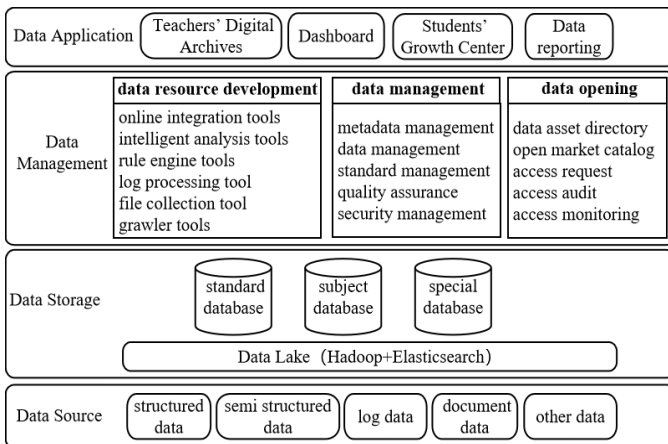 Data Application
Teachers' Digital
Archives
Dashboard
Students'
Growth Center
Data
reporting
Data
Management
data resource development
online integration tools
intelligent analysis tools
rule engine tools
log processing tool
file collection tool
grawler tools
data management
metadata management
data management
standard management
quality assurance
security management
data opening
data asset directory
open market catalog
access request
access audit
access monitoring
Data Storage
standard
database
subject
database
special
database
Data Lake（Hadoop+Elasticsearch）
Data Source
structured
data
semi structured
data
log data
document
data
other data